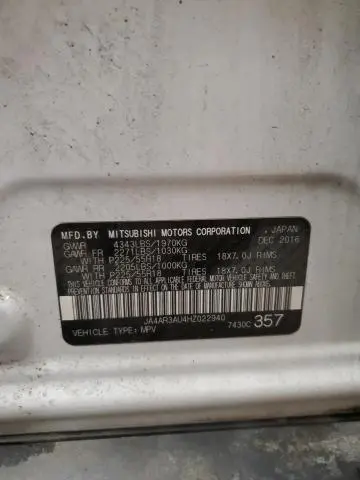 MFD.BY MITSUBISHI MOTORS CORPORATION , JAPAN
GVWR 4343LBS/1970KG DEC 2016
GAWR FR 2271LBS/1030KG
WITH P225/55R18 TIRES 18X7.0J RIMS
GAWR RR 2205LBS/1000KG
WITH P225/55R18 TIRES 18X7.0J RIMS
THIS VEHICLE CONFORMS TO ALL APPLICABLE FEDERAL
MOTOR VEHICLE SAFETY, BUMPER, AND THEFT
PREVENTION STANDARDS IN EFFECT ON THE DATE OF
MANUFACTURE SHOWN ABOVE.
JA4AR3AU4HZ022940
VEHICLE TYPE: MPV 7430C 357